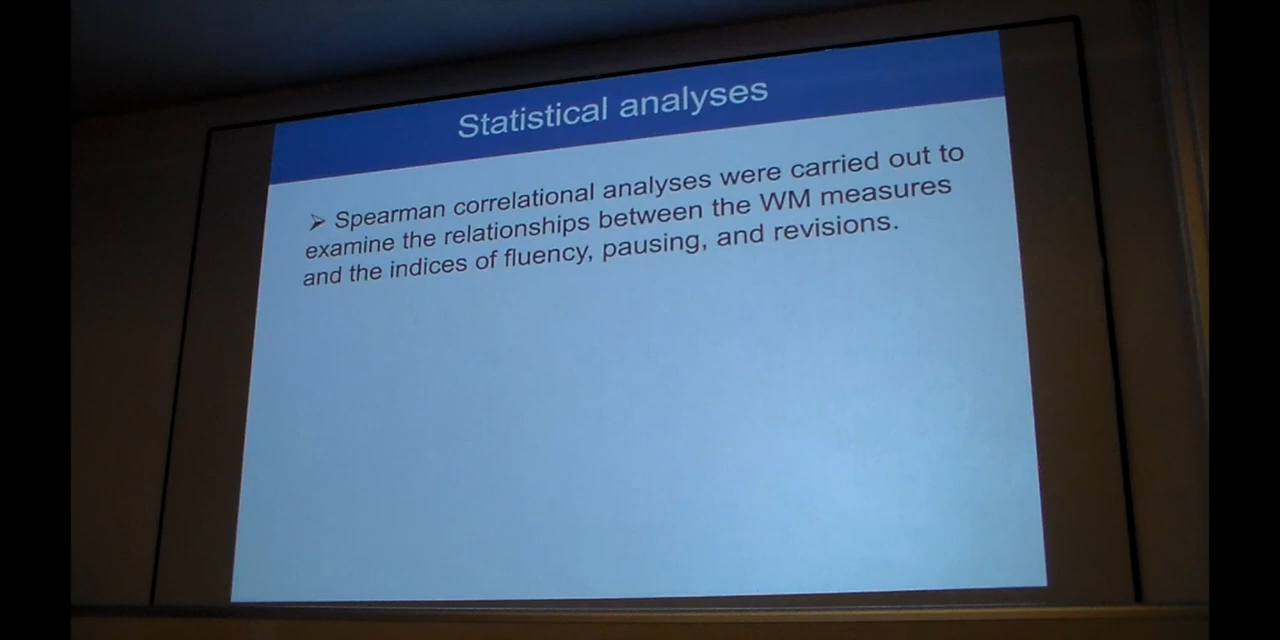 Statistical analyses
➢ Spearman correlational analyses were carried out to
examine the relationships between the WM measures
and the indices of fluency, pausing, and revisions.